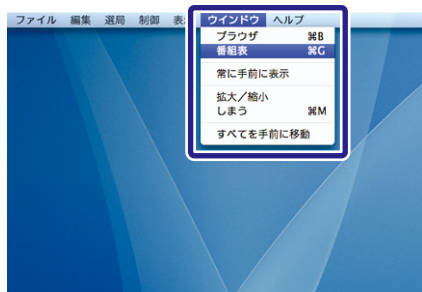 ファイル 編集 選局 制御 表 ウインドウ ヘルプ
ブラウザ ⌘B
番組表 ⌘G
常に手前に表示
拡大／縮小
しまう ⌘M
すべてを手前に移動